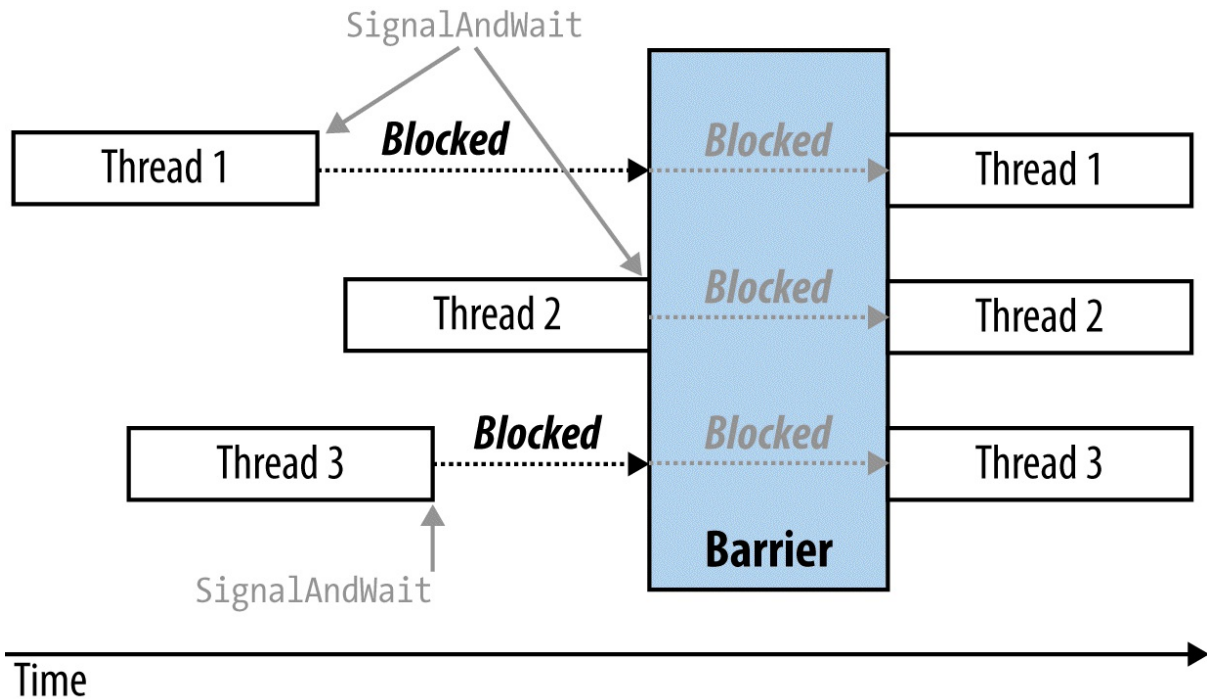 SignalAndWait
Thread 1
Blocked
Blocked
Thread 1
Thread 2
Blocked
Thread 2
Thread 3
Blocked
Blocked
Thread 3
Barrier
SignalAndWait
Time